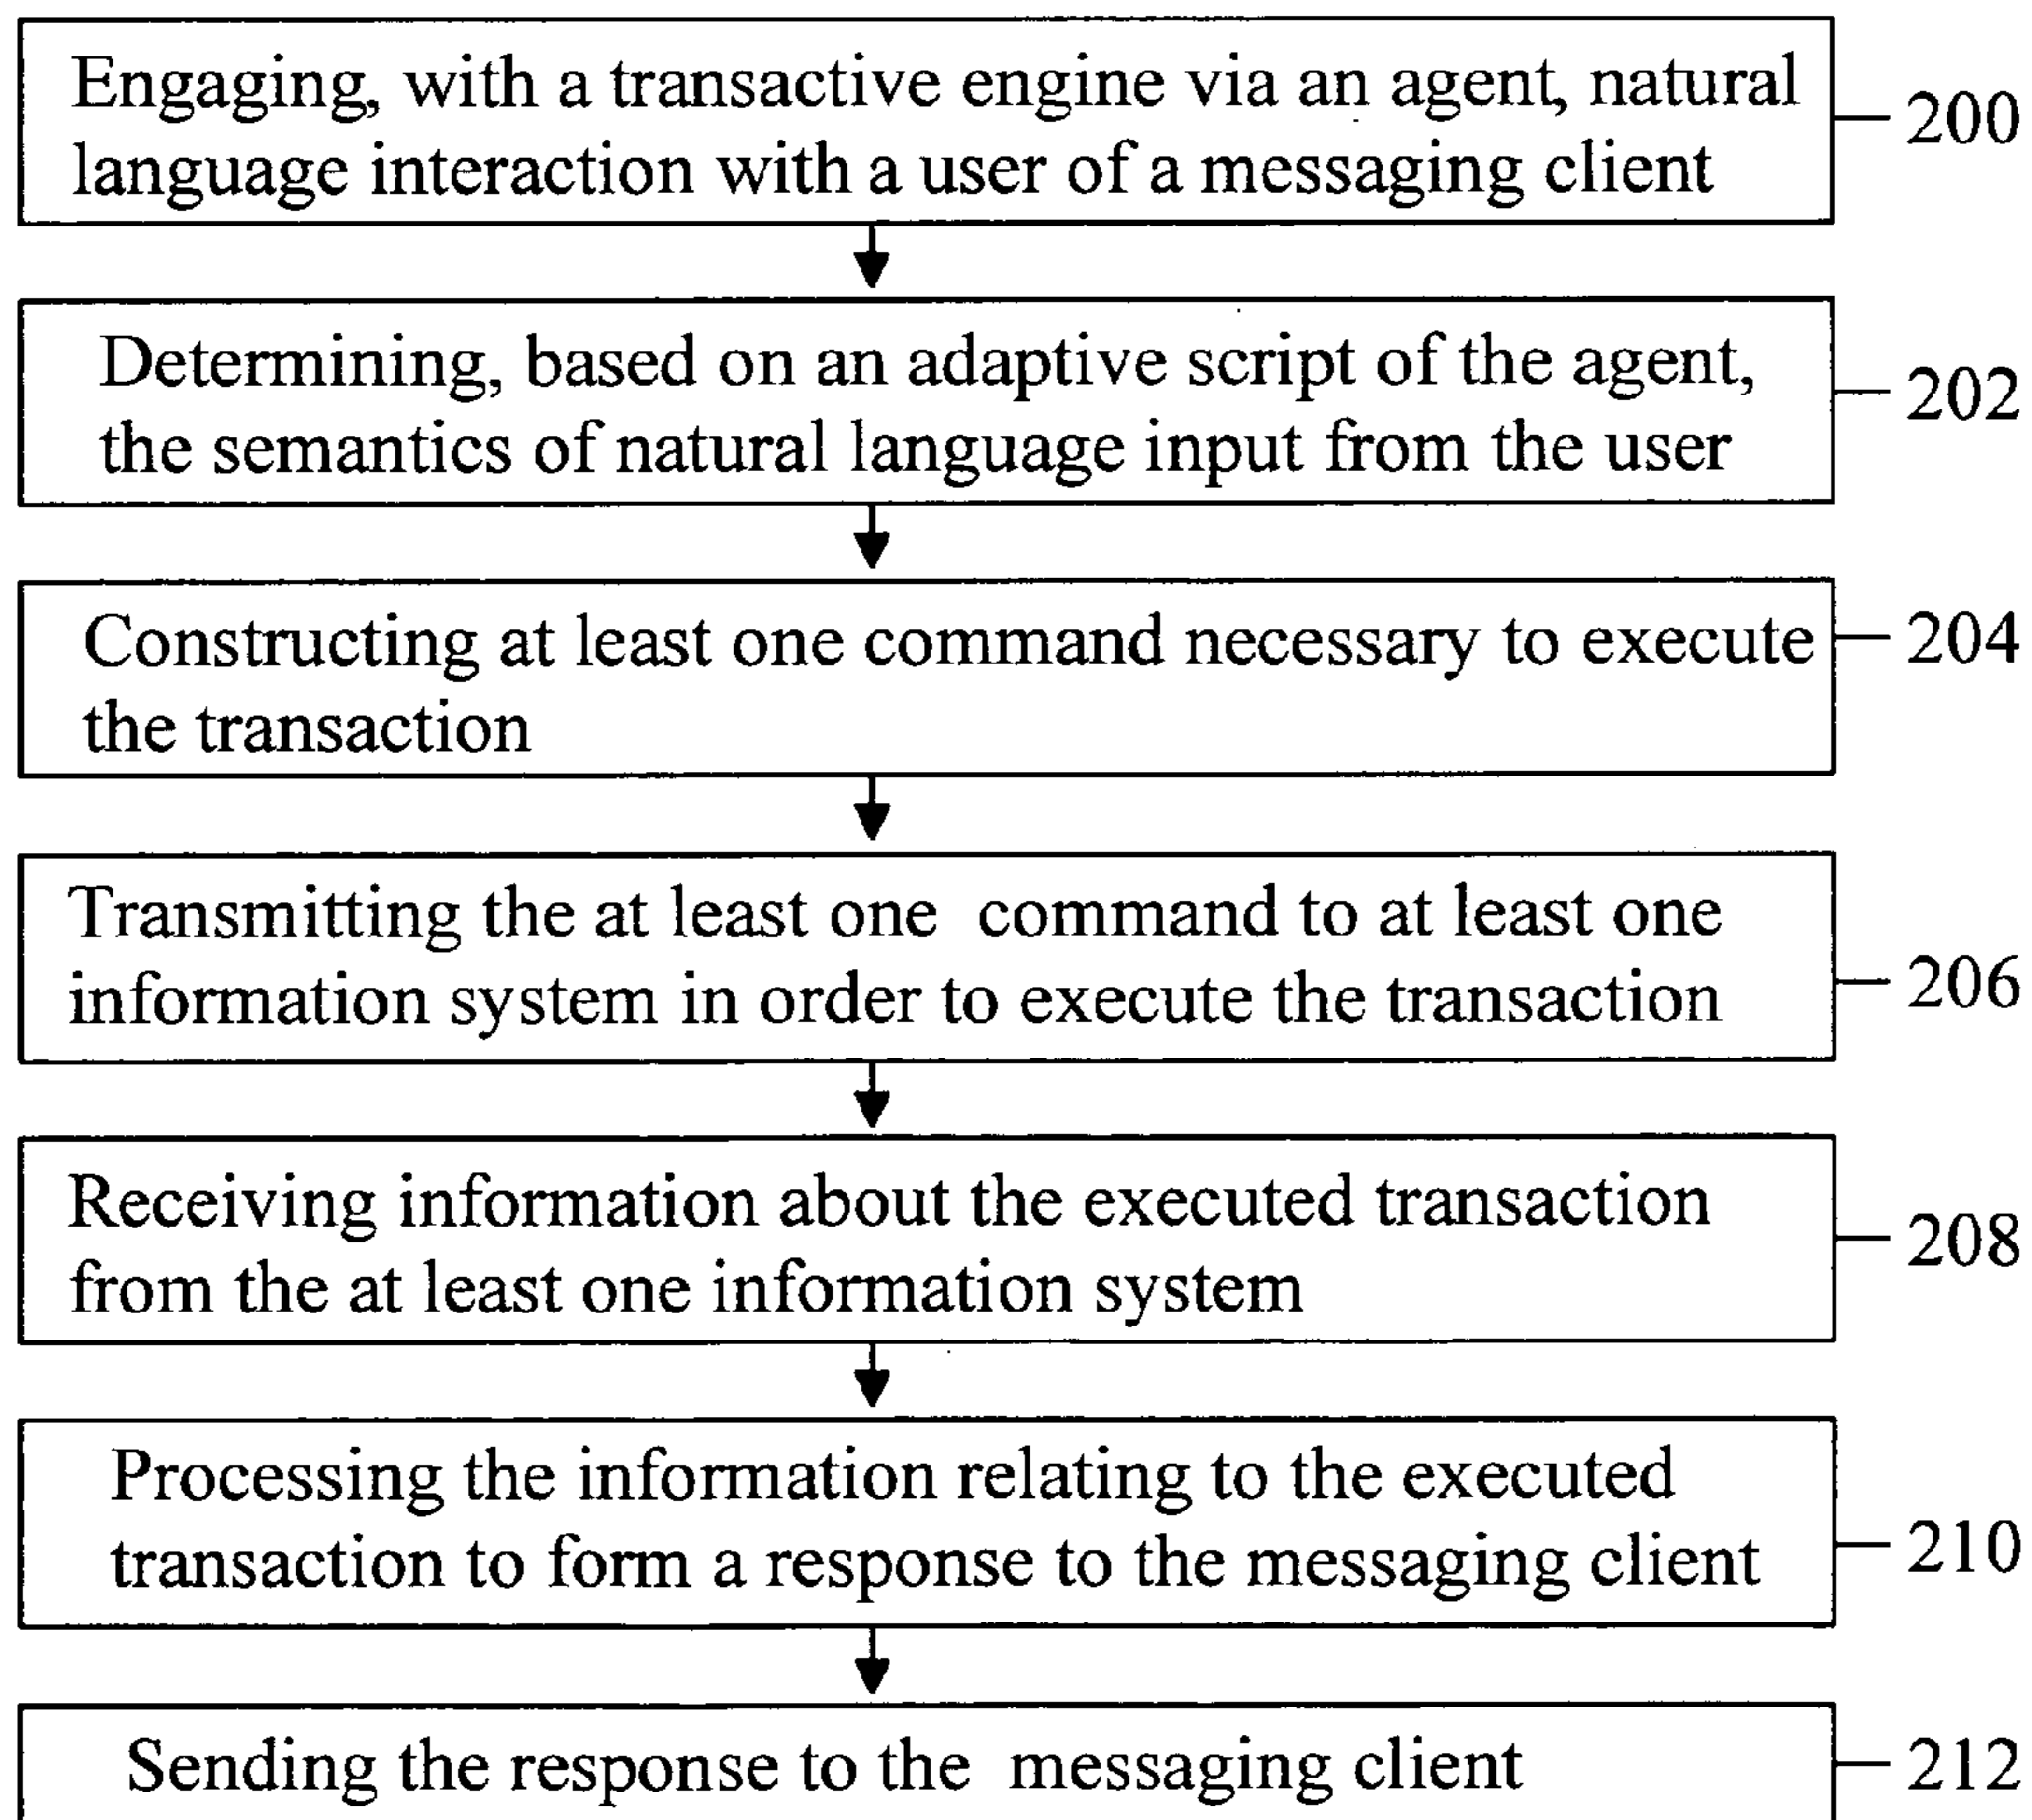 Engaging, with a transactive engine via an agent, natural
language interaction with a user of a messaging client
200
Determining, based on an adaptive script of the agent,
the semantics of natural language input from the user
202
Constructing at least one command necessary to execute
the transaction
204
Transmitting the at least one command to at least one
information system in order to execute the transaction
206
Receiving information about the executed transaction
from the at least one information system
208
Processing the information relating to the executed
transaction to form a response to the messaging client
210
Sending the response to the messaging client
212